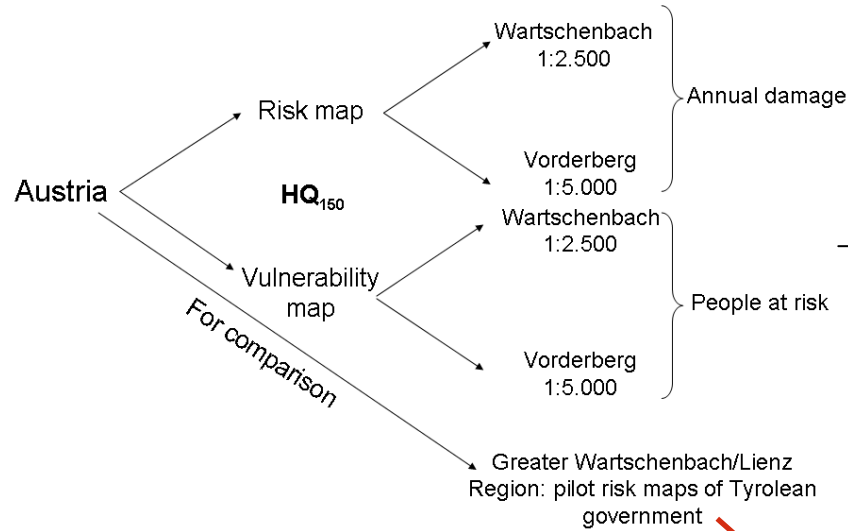 Austria
Risk map
HQ150
Vulnerability
map
For comparison
Wartschenbach
1:2.500
Vorderberg
1:5.000
Annual damage
Wartschenbach
1:2.500
Vorderberg
1:5.000
People at risk
Greater Wartschenbach/Lienz
Region: pilot risk maps of Tyrolean
government